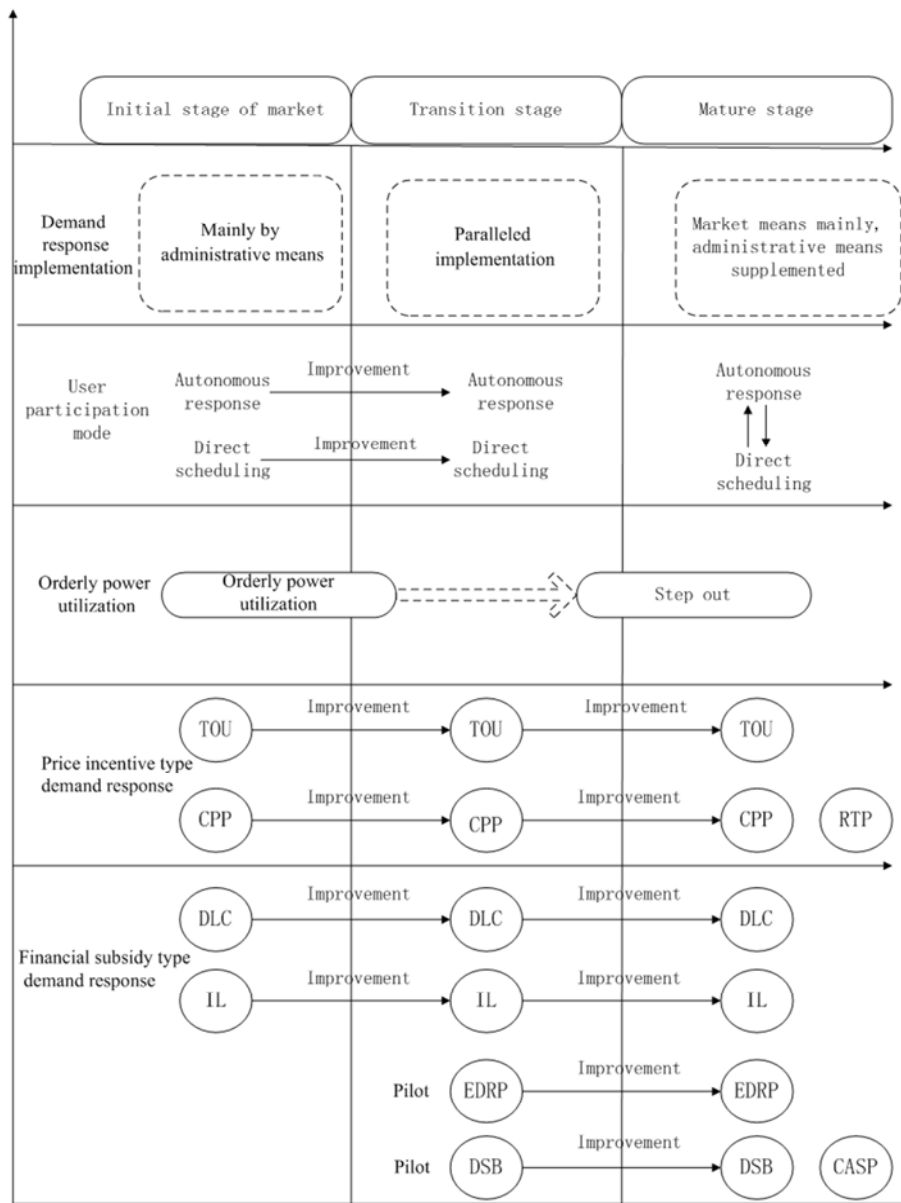 Initial stage of market
Transition stage
Mature stage
Demand
response
implementation
Mainly by
administrative means
Paralleled
implementation
Market means mainly,
administrative means
supplemented
User
participation
mode
Autonomous
response
Improvement
Autonomous
response
Autonomous
response
Direct
scheduling
Improvement
Direct
scheduling
Direct
scheduling
Orderly power
utilization
Orderly power
utilization
Step out
Price incentive type
demand response
TOU
Improvement
TOU
Improvement
TOU
CPP
Improvement
CPP
Improvement
CPP
RTP
Financial subsidy type
demand response
DLC
Improvement
DLC
Improvement
DLC
IL
Improvement
IL
Improvement
IL
Pilot
EDRP
Improvement
EDRP
Pilot
DSB
Improvement
DSB
CASP